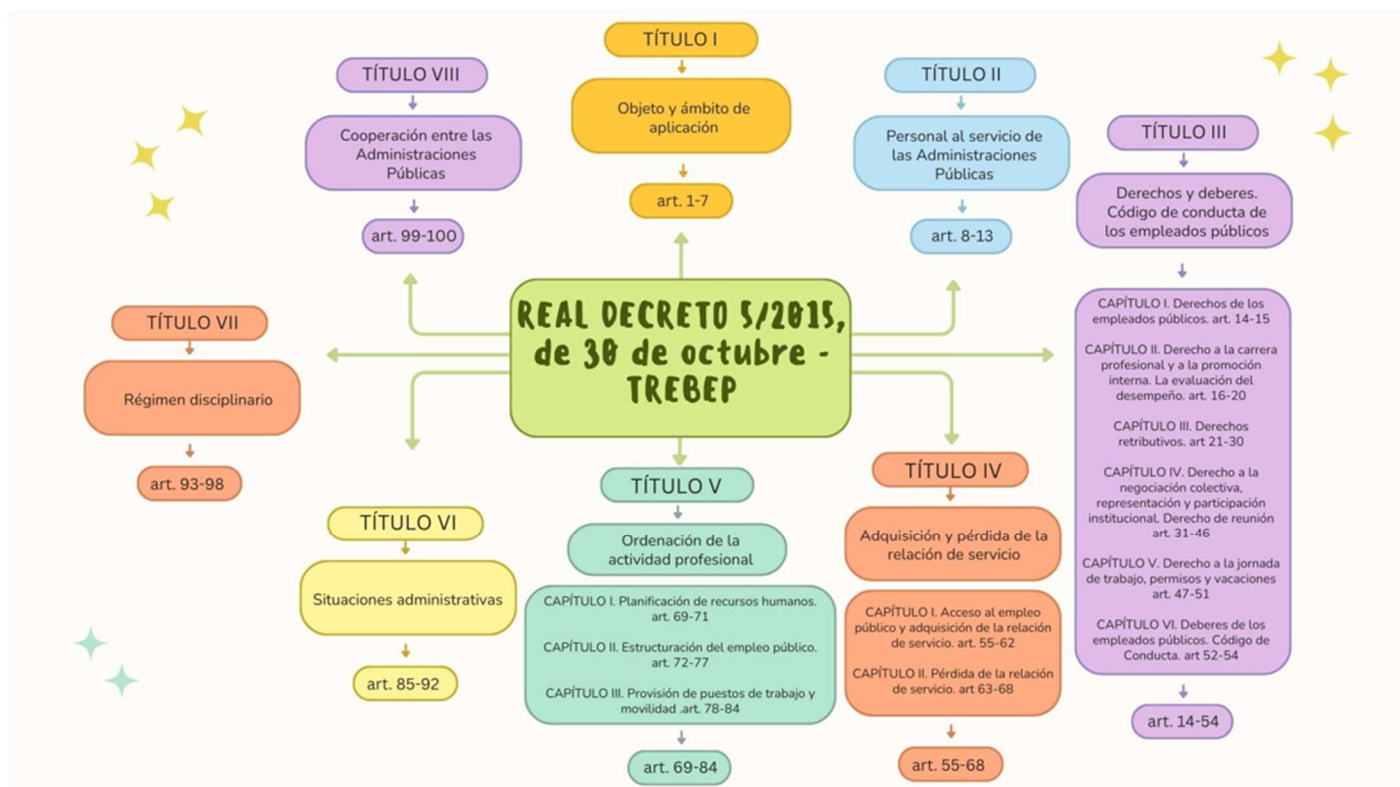 REAL DECRETO 5/2015,
de 30 de octubre -
TREBEP
TÍTULO I
Objeto y ámbito de
aplicación
art. 1-7
TÍTULO II
Personal al servicio de
las Administraciones
Públicas
art. 8-13
TÍTULO III
Derechos y deberes.
Código de conducta de
los empleados públicos
CAPÍTULO I. Derechos de los
empleados públicos. art. 14-15
CAPÍTULO II. Derecho a la carrera
profesional y a la promoción
interna. La evaluación del
desempeño. art. 16-20
CAPÍTULO III. Derechos
retributivos. art 21-30
CAPÍTULO IV. Derecho a la
negociación colectiva,
representación y participación
institucional. Derecho de reunión
art. 31-46
CAPÍTULO V. Derecho a la jornada
de trabajo, permisos y vacaciones
art. 47-51
CAPÍTULO VI. Deberes de los
empleados públicos. Código de
Conducta. art 52-54
art. 14-54
TÍTULO IV
Adquisición y pérdida de la
relación de servicio
CAPÍTULO I. Acceso al empleo
público y adquisición de la relación
de servicio. art. 55-62
CAPÍTULO II. Pérdida de la relación
de servicio. art 63-68
art. 55-68
TÍTULO V
Ordenación de la
actividad profesional
CAPÍTULO I. Planificación de recursos humanos.
art. 69-71
CAPÍTULO II. Estructuración del empleo público.
art. 72-77
CAPÍTULO III. Provisión de puestos de trabajo y
movilidad .art. 78-84
art. 69-84
TÍTULO VI
Situaciones administrativas
art. 85-92
TÍTULO VII
Régimen disciplinario
art. 93-98
TÍTULO VIII
Cooperación entre las
Administraciones
Públicas
art. 99-100